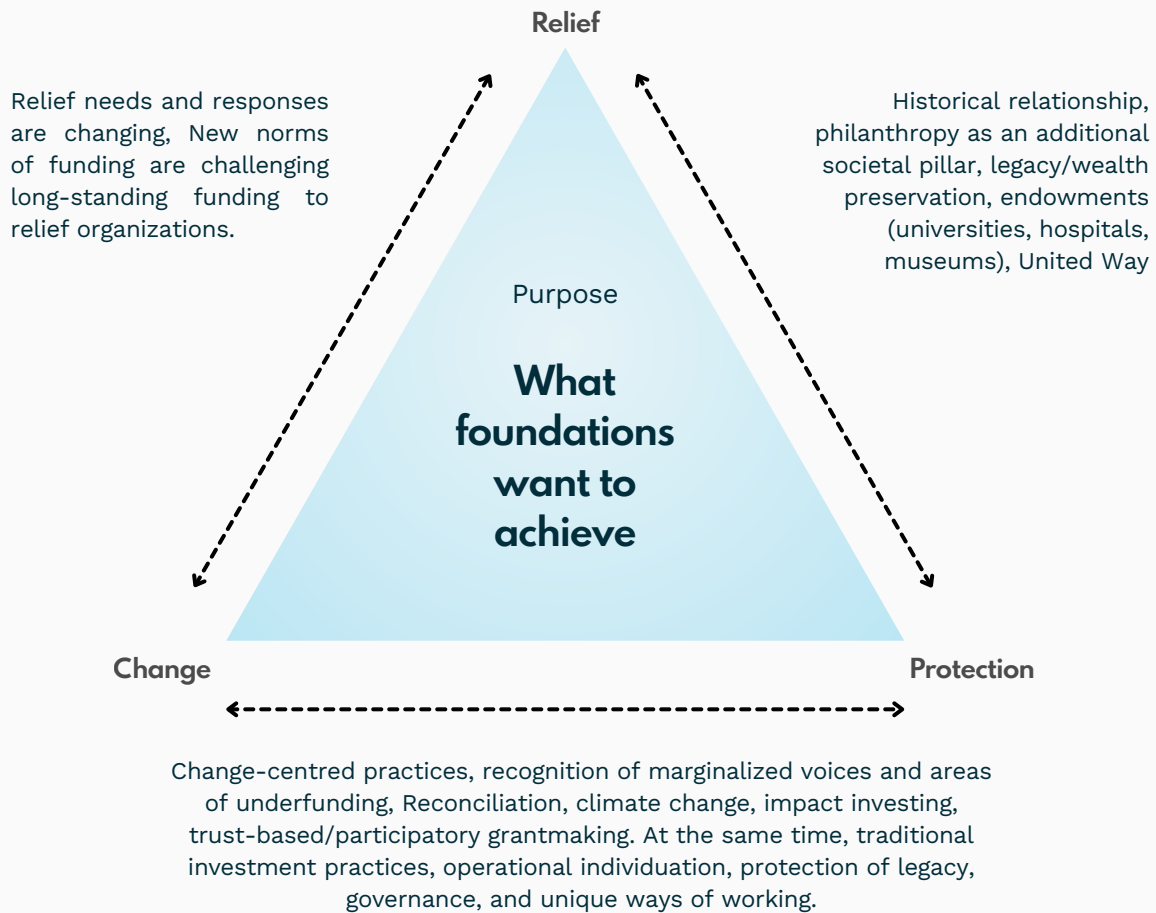 Relief
Relief needs and responses
are changing, New norms
of funding are challenging
long-standing funding to
relief organizations.
Historical relationship,
philanthropy as an additional
societal pillar, legacy/wealth
preservation, endowments
(universities, hospitals,
museums), United Way
Purpose
What
foundations
want to
achieve
Change
Protection
Change-centred practices, recognition of marginalized voices and areas
of underfunding, Reconciliation, climate change, impact investing,
trust-based/participatory grantmaking. At the same time, traditional
investment practices, operational individuation, protection of legacy,
governance, and unique ways of working.